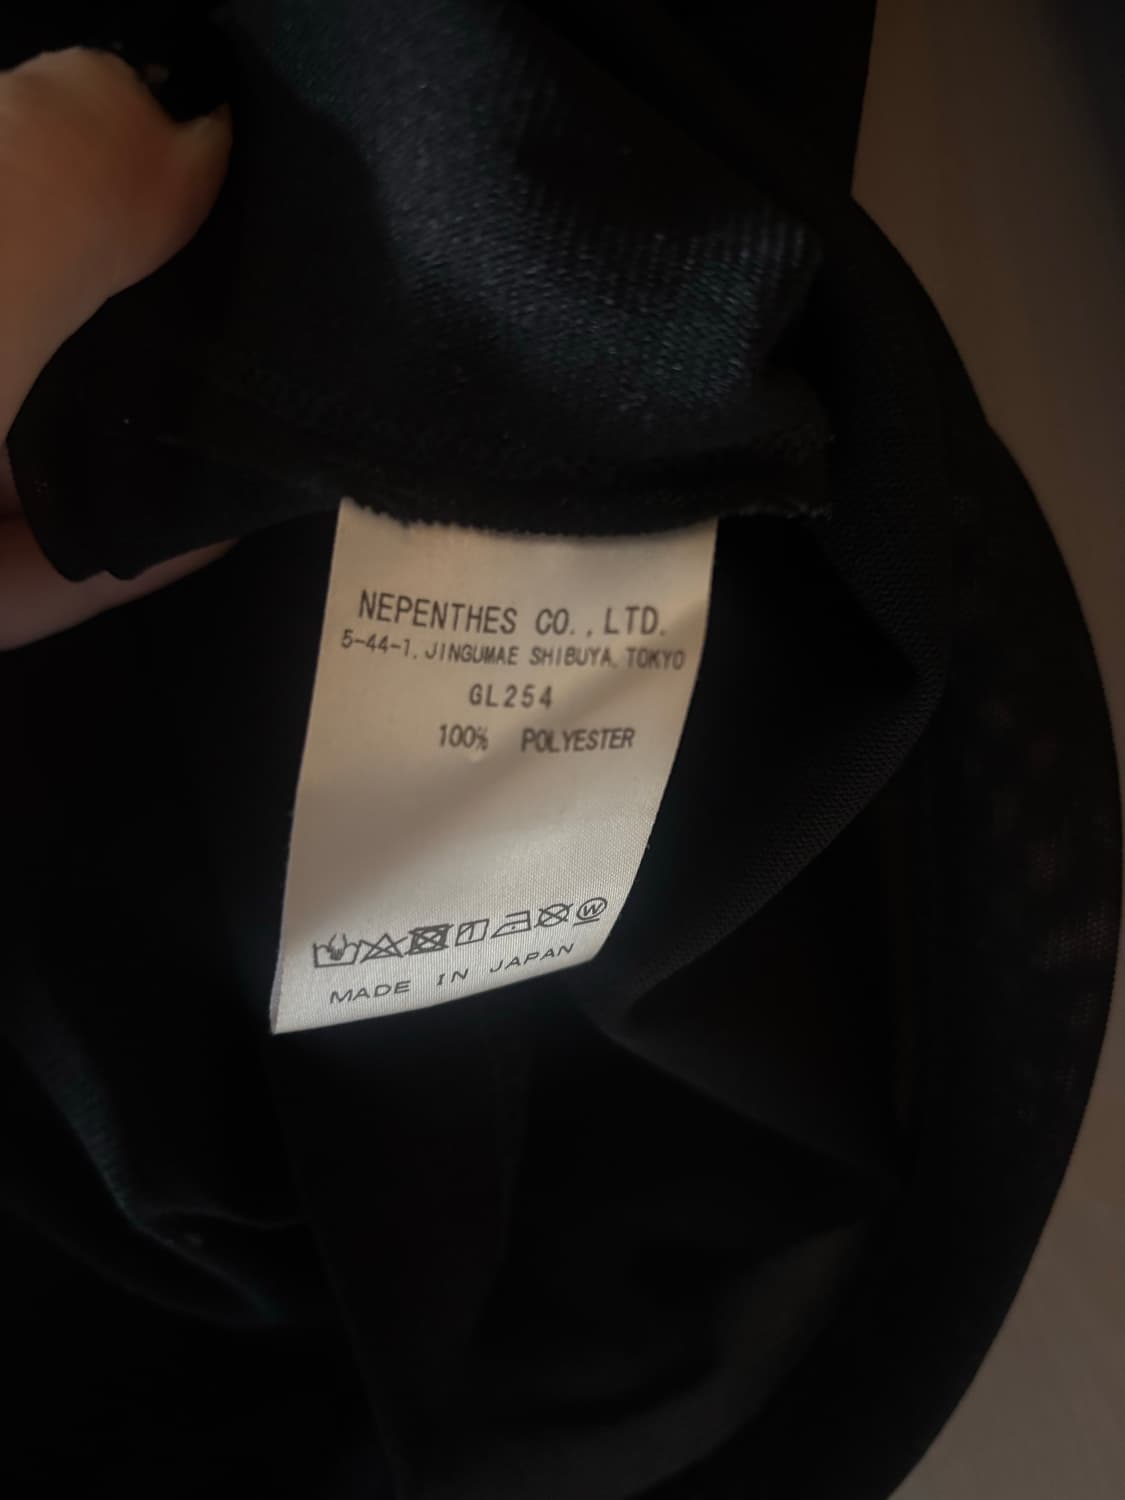 NEPENTHES CO., LTD.
5-44-1, JINGUMAE SHIBUYA, TOKYO
GL254
100% POLYESTER
W
MADE IN JAPAN